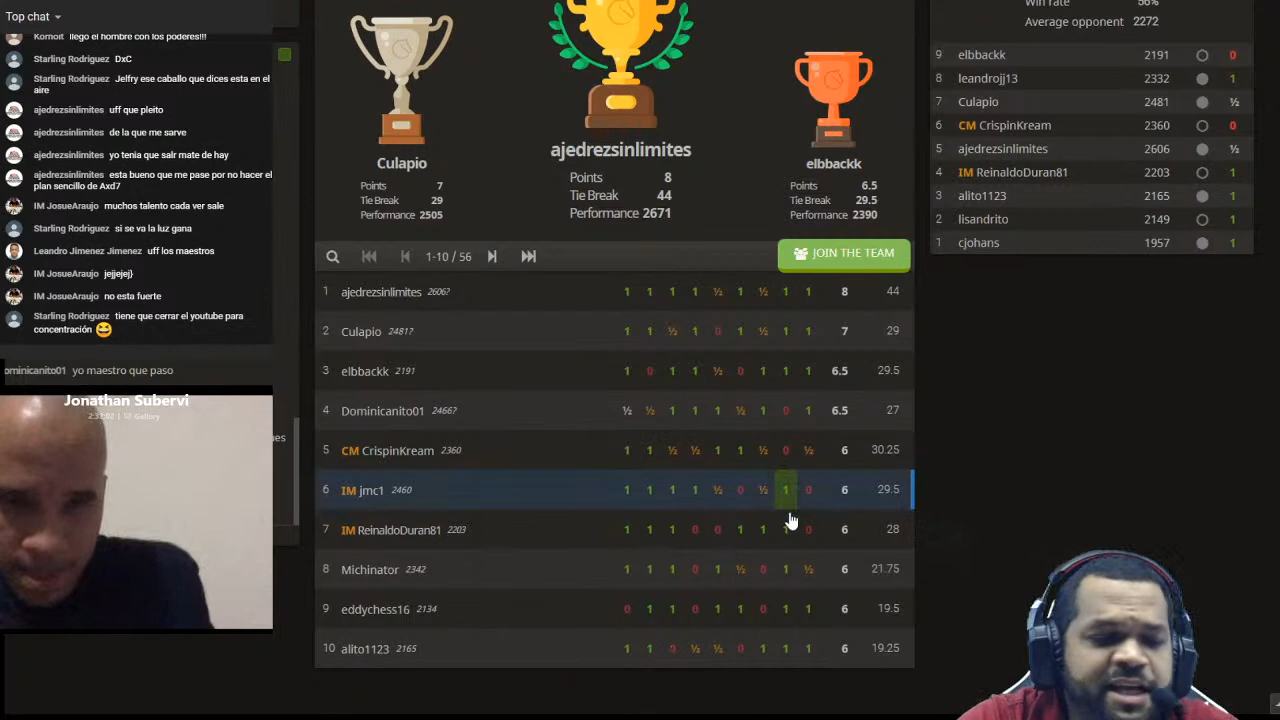 Top chat
Komoit llego el hombre con los poderes!!!
Starling Rodriguez DxC
Starling Rodriguez Jelfry ese caballo que dices esta en el
aire
ajedrezsinlimites uff que pleito
ajedrezsinlimites de la que me sarve
ajedrezsinlimites yo tenia que salr mate de hay
ajedrezsinlimites esta bueno que me pase por no hacer el
plan sencillo de Axd7
IM JosueAraujo muchos talento cada ver sale
Starling Rodriguez si se va la luz gana
Leandro Jimenez Jimenez uff los maestros
IM JosueAraujo jejjejej}
IM JosueAraujo no esta fuerte
Starling Rodriguez tiene que cerrar el youtube para
concentración 😆
ominicanito01 yo maestro que paso
Jonathan Subervi
Gallery
ues
Culapio
Points 7
Tie Break 29
Performance 2505
ajedrezsinlimites
Points 8
Tie Break 44
Performance 2671
elbbackk
Points 6.5
Tie Break 29.5
Performance 2390
1-10 / 56
JOIN THE TEAM
1 ajedrezsinlimites 2606? 1 1 1 1 ½ 1 ½ 1 1 8 44
2 Culapio 2481? 1 1 ½ 1 0 1 ½ 1 1 7 29
3 elbbackk 2191 1 0 1 1 ½ 0 1 1 1 6.5 29.5
4 Dominicanito01 2466? ½ ½ 1 1 1 ½ 1 0 1 6.5 27
5 CM CrispinKream 2360 1 1 ½ ½ 1 1 ½ 0 ½ 6 30.25
6 IM jmc1 2460 1 1 1 1 ½ 0 ½ 1 0 6 29.5
7 IM ReinaldoDuran81 2203 1 1 1 0 0 1 1 1 0 6 28
8 Michinator 2342 1 1 1 0 1 ½ 0 1 ½ 6 21.75
9 eddychess16 2134 0 1 1 0 1 1 0 1 1 6 19.5
10 alito1123 2165 1 1 0 ½ ½ 0 1 1 1 6 19.25
Win rate 56%
Average opponent 2272
9 elbbackk 2191 0
8 leandrojj13 2332 1
7 Culapio 2481 ½
6 CM CrispinKream 2360 0
5 ajedrezsinlimites 2606 ½
4 IM ReinaldoDuran81 2203 1
3 alito1123 2165 1
2 lisandrito 2149 1
1 cjohans 1957 1